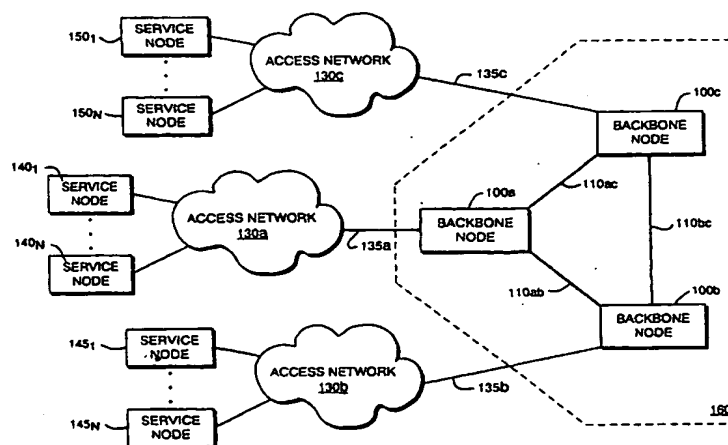 150₁
SERVICE
NODE
150N
SERVICE
NODE
ACCESS NETWORK
130c
135c
100c
BACKBONE
NODE
140₁
SERVICE
NODE
140N
SERVICE
NODE
ACCESS NETWORK
130a
135a
100a
BACKBONE
NODE
110ac
110bc
110ab
100b
BACKBONE
NODE
145₁
SERVICE
NODE
145N
SERVICE
NODE
ACCESS NETWORK
130b
135b